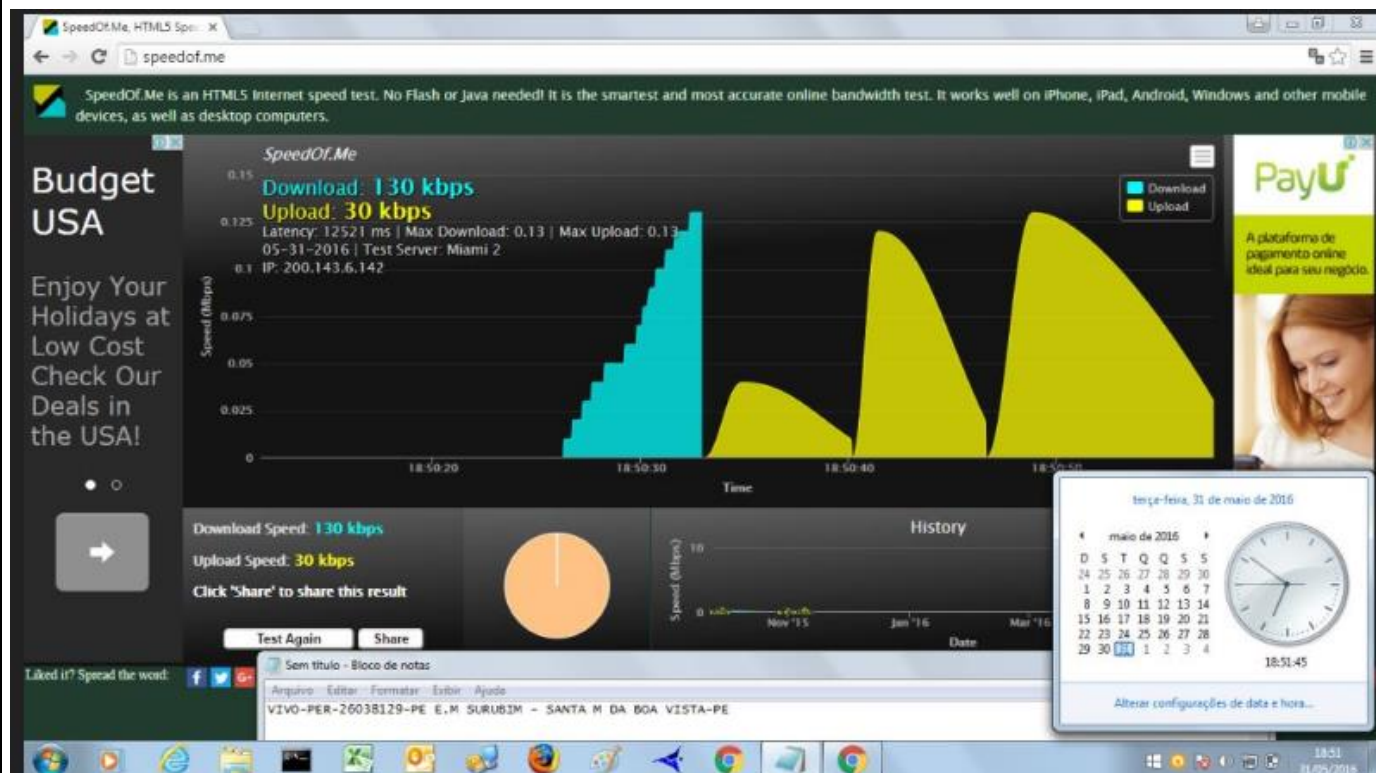 SpeedOf.Me, HTML5 Spe
speedof.me
SpeedOf.Me is an HTML5 Internet speed test. No Flash or Java needed! It is the smartest and most accurate online bandwidth test. It works well on iPhone, iPad, Android, Windows and other mobile
devices, as well as desktop computers.
Budget
USA
Enjoy Your
Holidays at
Low Cost
Check Our
Deals in
the USA!
SpeedOf.Me
Download: 130 kbps
Upload: 30 kbps
Latency: 12521 ms | Max Download: 0.13 | Max Upload: 0.13
05-31-2016 | Test Server: Miami 2
IP: 200.143.6.142
Download
Upload
Speed (Mbps)
0.15
0.125
0.1
0.075
0.05
0.025
0
18:50:20 18:50:30 18:50:40 18:50:50
Time
PayU
A plataforma de
pagamento online
ideal para seu negócio.
Download Speed: 130 kbps
Upload Speed: 30 kbps
Click 'Share' to share this result
Test Again Share
History
Speed (Mbps)
10
0
Nov '15 Jan '16 Mar '16
Date
terça-feira, 31 de maio de 2016
maio de 2016
D S T Q Q S S
24 25 26 27 28 29 30
1 2 3 4 5 6 7
8 9 10 11 12 13 14
15 16 17 18 19 20 21
22 23 24 25 26 27 28
29 30 31 1 2 3 4
18:51:45
Alterar configurações de data e hora...
Liked it? Spread the word:
Sem título - Bloco de notas
Arquivo Editar Formatar Exibir Ajuda
VIVO-PER-26038129-PE E.M SURUBIM - SANTA M DA BOA VISTA-PE
18:51
31/05/2016